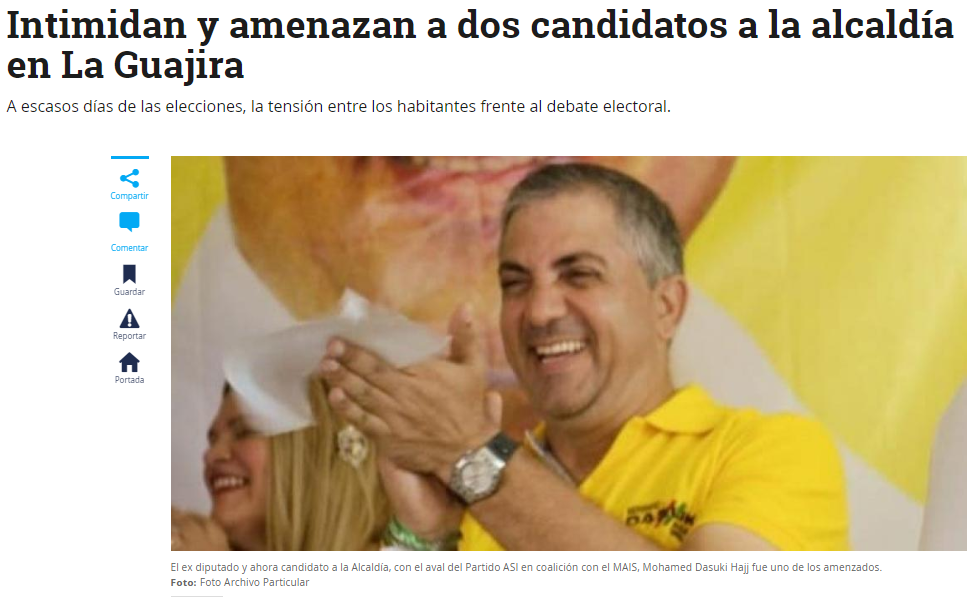 Intimidan y amenazan a dos candidatos a la alcaldía
en La Guajira
A escasos días de las elecciones, la tensión entre los habitantes frente al debate electoral.
Compartir
Comentar
Guardar
Reportar
Portada
El ex diputado y ahora candidato a la Alcaldía, con el aval del Partido ASI en coalición con el MAIS, Mohamed Dasuki Hajj fue uno de los amenzados.
Foto: Foto Archivo Particular